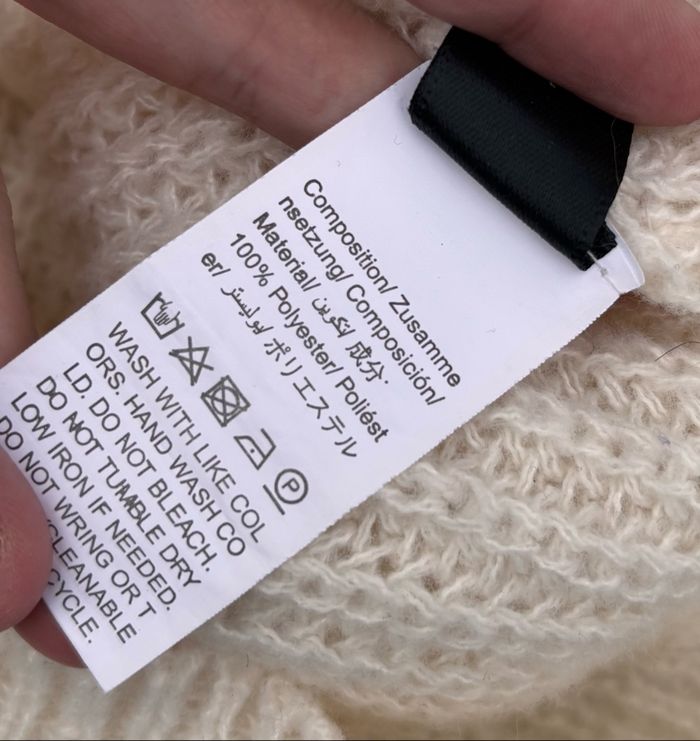 Composition/ Zusamme
nsetzung/ Composición/
Material/ تكوين/ 成分·
100% Polyester/ Poliést
er/ بوليستر/ ポリエステル
P
WASH WITH LIKE COL
ORS. HAND WASH CO
LD. DO NOT BLEACH.
DO NOT TUMBLE DRY
LOW IRON IF NEEDED.
DO NOT WRING OR T
CLEANABLE
CYCLE.